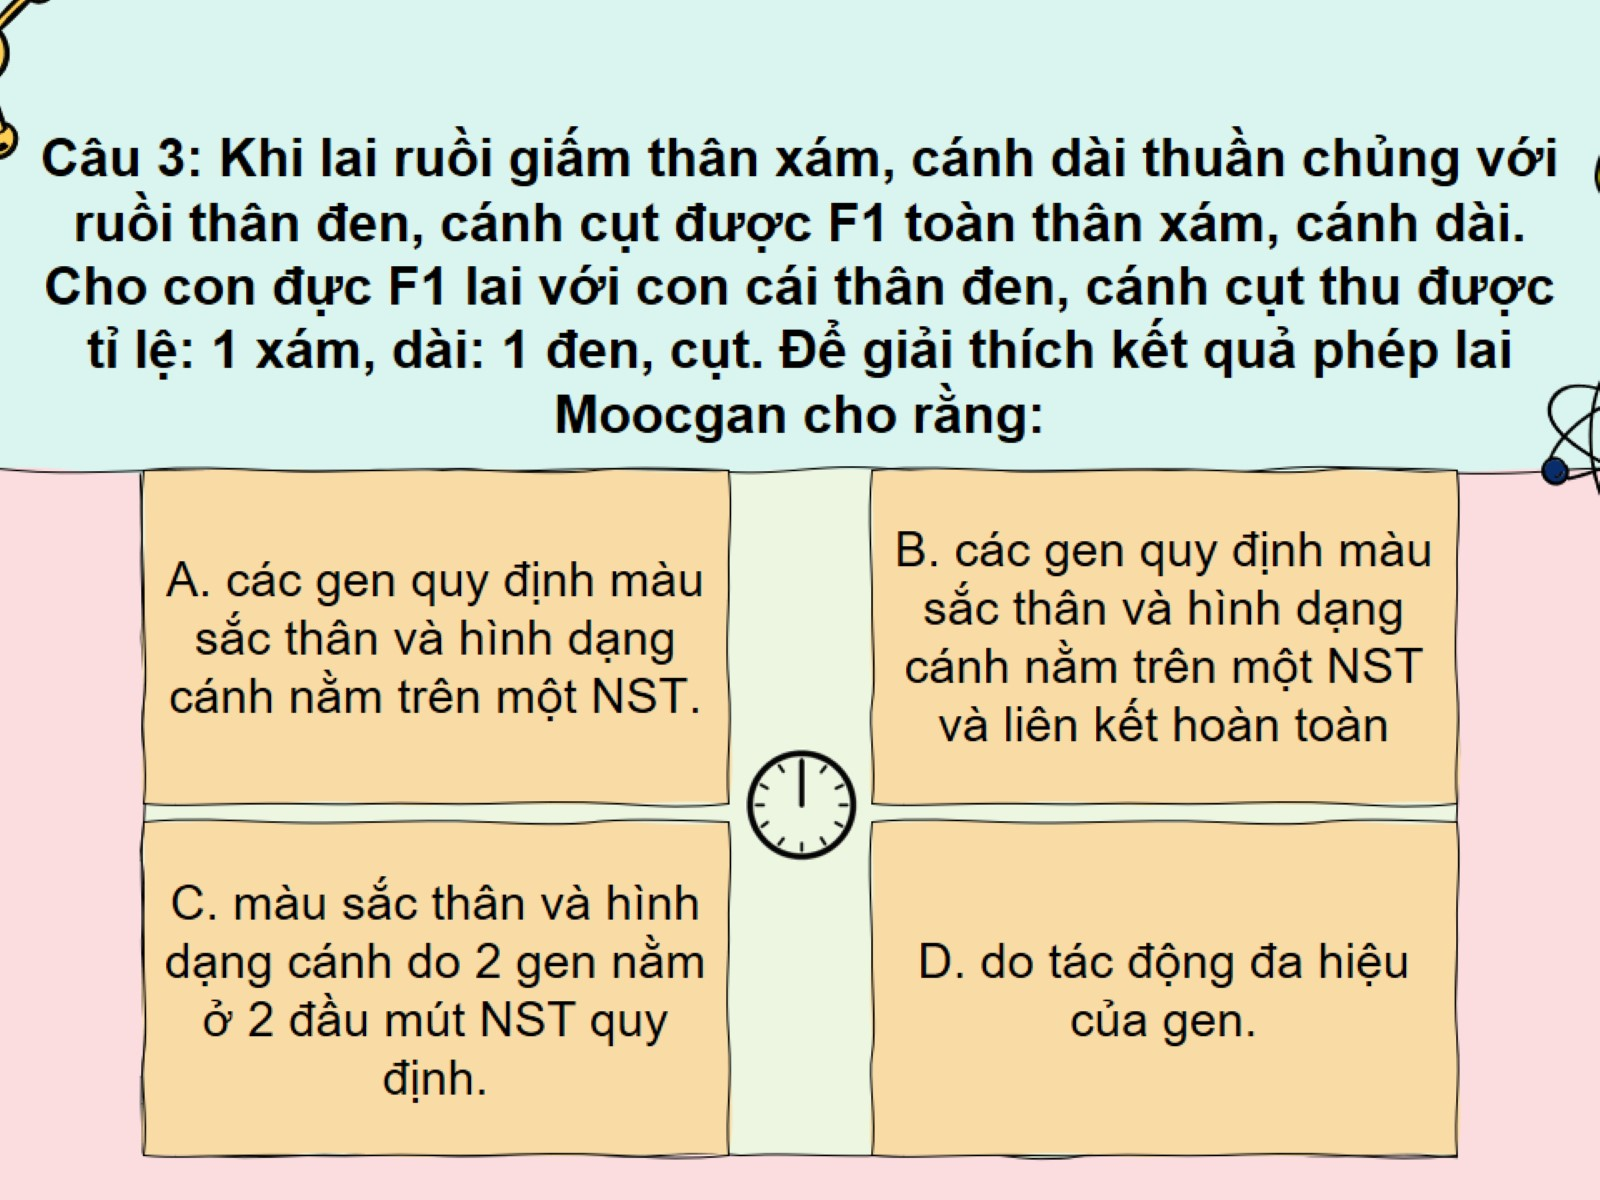 Câu 3: Khi lai ruồi giấm thân xám, cánh dài thuần chủng với
ruồi thân đen, cánh cụt được F1 toàn thân xám, cánh dài.
Cho con đực F1 lai với con cái thân đen, cánh cụt thu được
tỉ lệ: 1 xám, dài: 1 đen, cụt. Để giải thích kết quả phép lai
Moocgan cho rằng:
A. các gen quy định màu
sắc thân và hình dạng
cánh nằm trên một NST.
B. các gen quy định màu
sắc thân và hình dạng
cánh nằm trên một NST
và liên kết hoàn toàn
C. màu sắc thân và hình
dạng cánh do 2 gen nằm
ở 2 đầu mút NST quy
định.
D. do tác động đa hiệu
của gen.